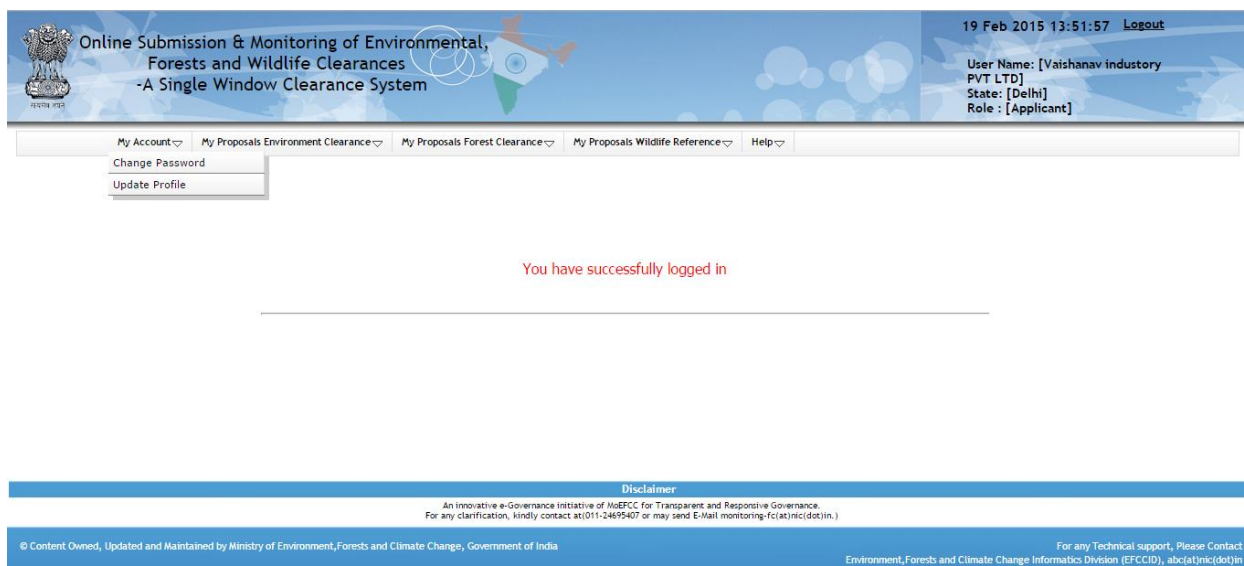 Online Submission & Monitoring of Environmental,
Forests and Wildlife Clearances
-A Single Window Clearance System
सत्यमेव जयते
19 Feb 2015 13:51:57 Logout
User Name: [Vaishanav industory
PVT LTD]
State: [Delhi]
Role : [Applicant]
My Account My Proposals Environment Clearance My Proposals Forest Clearance My Proposals Wildlife Reference Help
Change Password
Update Profile
You have successfully logged in
Disclaimer
An innovative e-Governance initiative of MoEFCC for Transparent and Responsive Governance.
For any clarification, kindly contact at(011-24695407 or may send E-Mail monitoring-fc(at)nic(dot)in.)
© Content Owned, Updated and Maintained by Ministry of Environment,Forests and Climate Change, Government of India
For any Technical support, Please Contact
Environment,Forests and Climate Change Informatics Division (EFCCID), abc(at)nic(dot)in